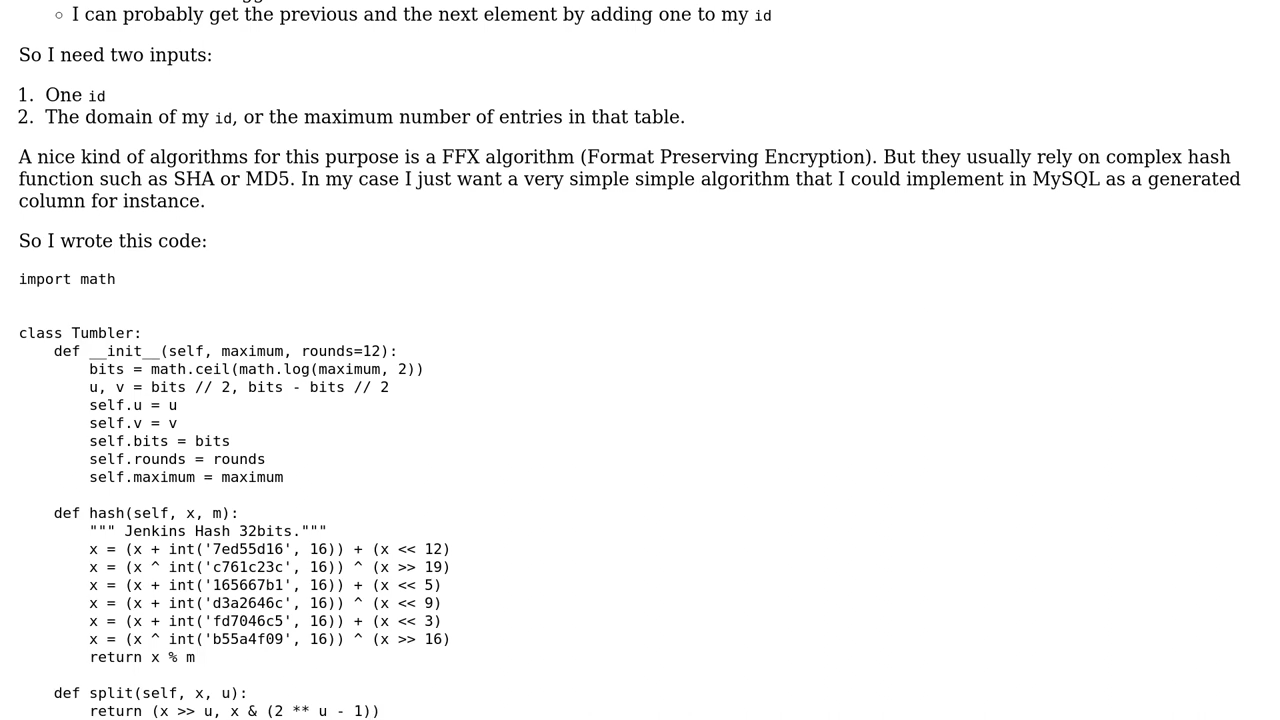 I can probably get the previous and the next element by adding one to my id
So I need two inputs:
1. One id
2. The domain of my id, or the maximum number of entries in that table.
A nice kind of algorithms for this purpose is a FFX algorithm (Format Preserving Encryption). But they usually rely on complex hash
function such as SHA or MD5. In my case I just want a very simple simple algorithm that I could implement in MySQL as a generated
column for instance.
So I wrote this code:
import math
class Tumbler:
    def __init__(self, maximum, rounds=12):
        bits = math.ceil(math.log(maximum, 2))
        u, v = bits // 2, bits - bits // 2
        self.u = u
        self.v = v
        self.bits = bits
        self.rounds = rounds
        self.maximum = maximum
    def hash(self, x, m):
        """ Jenkins Hash 32bits."""
        x = (x + int('7ed55d16', 16)) + (x << 12)
        x = (x ^ int('c761c23c', 16)) ^ (x >> 19)
        x = (x + int('165667b1', 16)) + (x << 5)
        x = (x + int('d3a2646c', 16)) ^ (x << 9)
        x = (x + int('fd7046c5', 16)) + (x << 3)
        x = (x ^ int('b55a4f09', 16)) ^ (x >> 16)
        return x % m
    def split(self, x, u):
        return (x >> u, x & (2 ** u - 1))